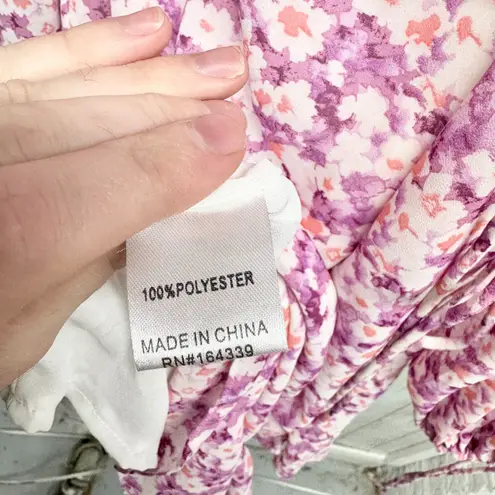 100%POLYESTER
MADE IN CHINA
RN#164339